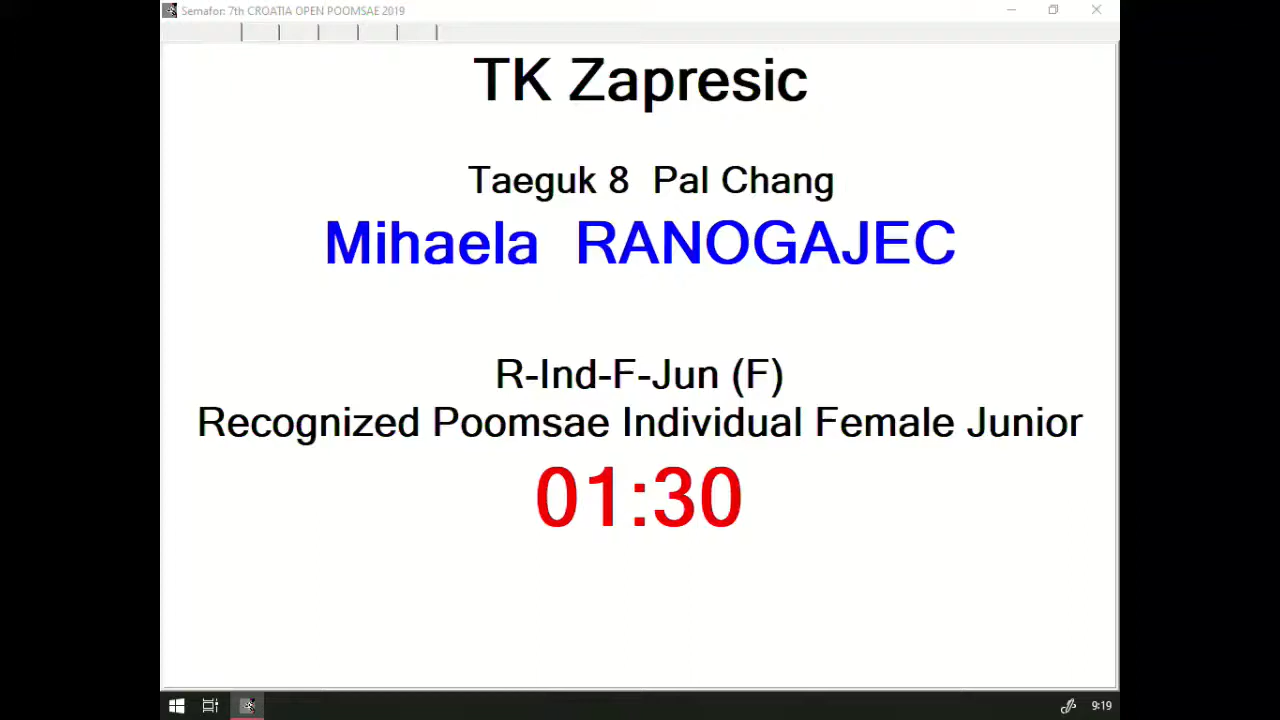 Semafor: 7th CROATIA OPEN POOMSAE 2019
TK Zapresic
Taeguk 8 Pal Chang
Mihaela RANOGAJEC
R-Ind-F-Jun (F)
Recognized Poomsae Individual Female Junior
01:30
9:19